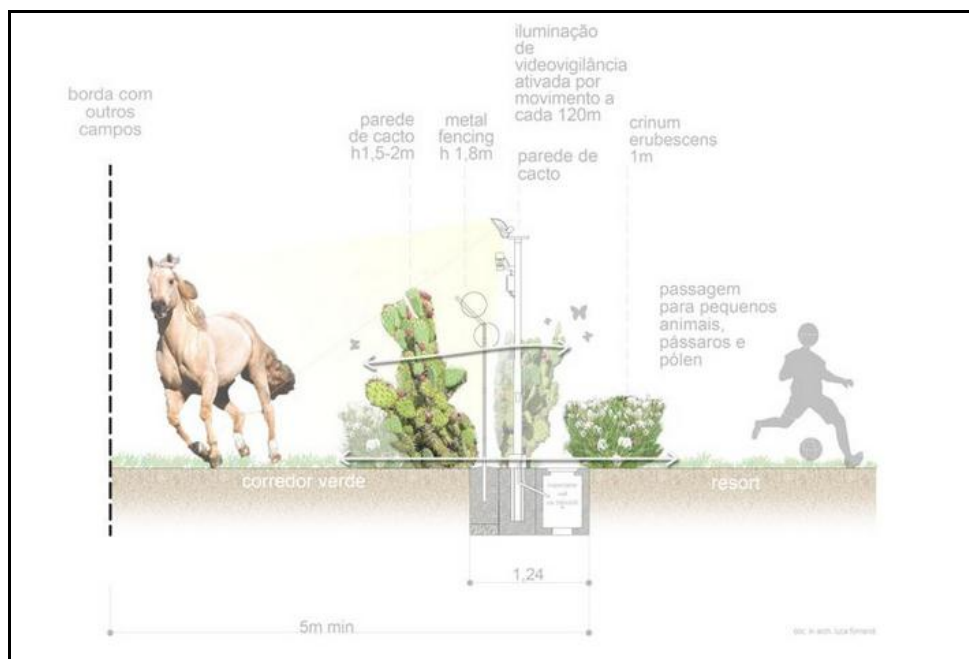 iluminação
de
videovigilância
ativada por
movimento a
cada 120m
borda com
outros
campos
parede
de cacto
h1,5-2m
metal
fencing
h 1,8m
parede de
cacto
crinum
erubescens
1m
passagem
para pequenos
animais,
pássaros e
pólen
corredor verde
resort
1,24
5m min